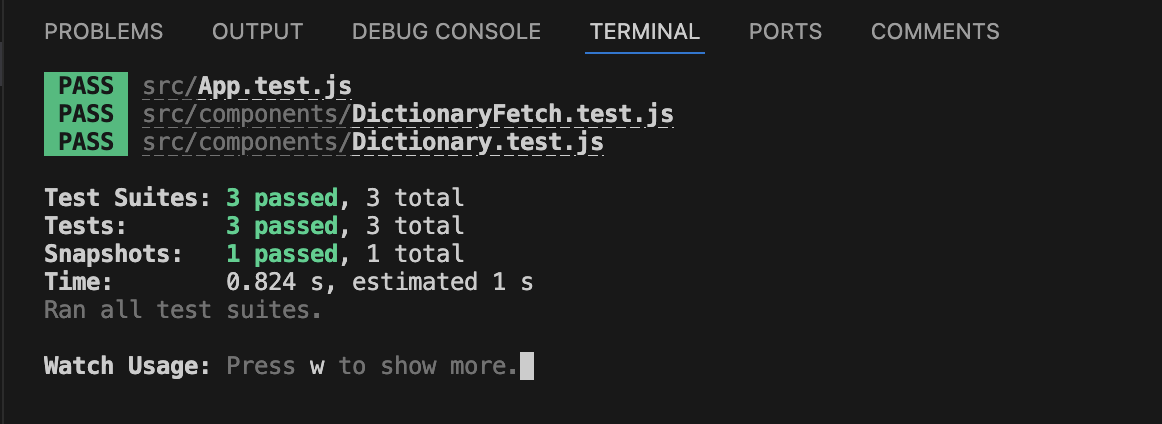 PROBLEMS OUTPUT DEBUG CONSOLE TERMINAL PORTS COMMENTS
PASS src/App.test.js
PASS src/components/DictionaryFetch.test.js
PASS src/components/Dictionary.test.js
Test Suites: 3 passed, 3 total
Tests: 3 passed, 3 total
Snapshots: 1 passed, 1 total
Time: 0.824 s, estimated 1 s
Ran all test suites.
Watch Usage: Press w to show more.